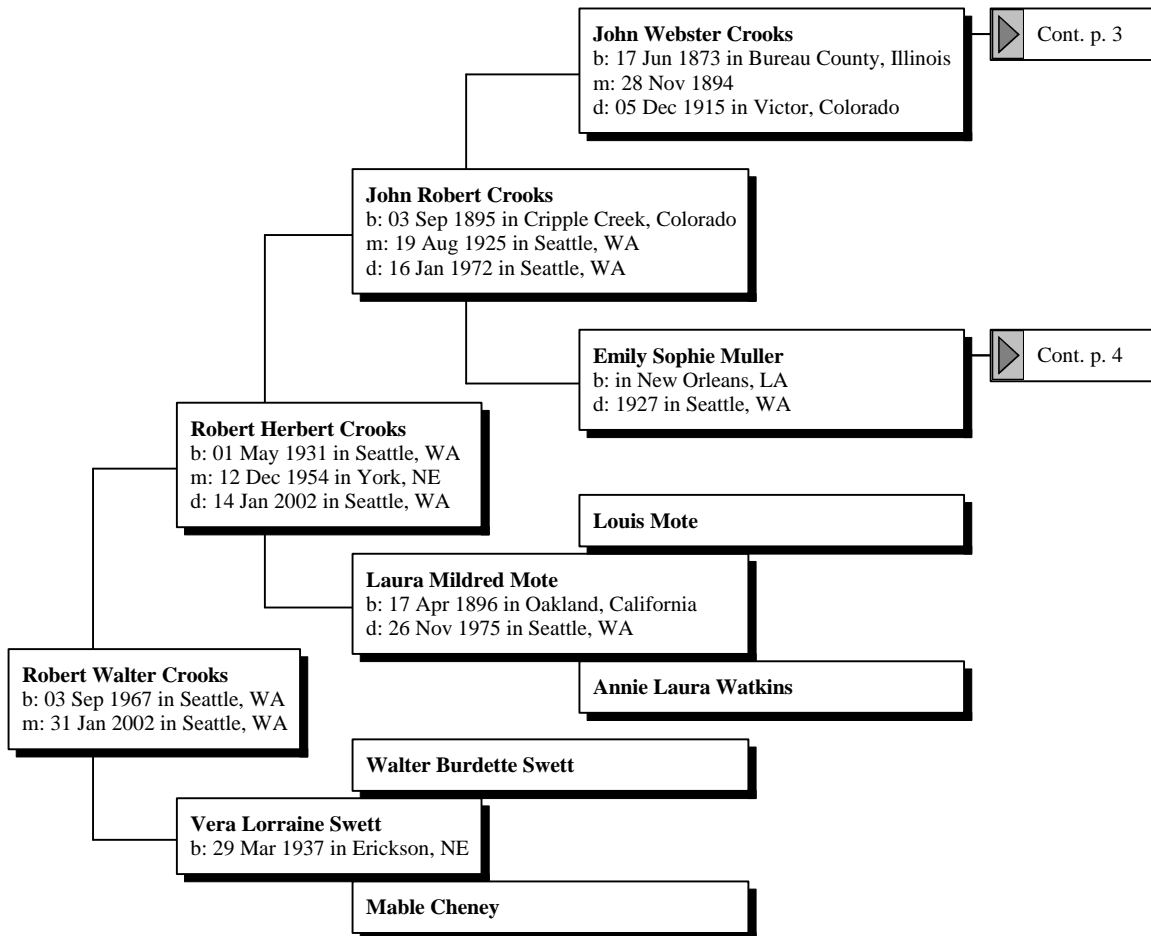 John Webster Crooks
b: 17 Jun 1873 in Bureau County, Illinois
m: 28 Nov 1894
d: 05 Dec 1915 in Victor, Colorado
Cont. p. 3
John Robert Crooks
b: 03 Sep 1895 in Cripple Creek, Colorado
m: 19 Aug 1925 in Seattle, WA
d: 16 Jan 1972 in Seattle, WA
Emily Sophie Muller
b: in New Orleans, LA
d: 1927 in Seattle, WA
Cont. p. 4
Robert Herbert Crooks
b: 01 May 1931 in Seattle, WA
m: 12 Dec 1954 in York, NE
d: 14 Jan 2002 in Seattle, WA
Louis Mote
Laura Mildred Mote
b: 17 Apr 1896 in Oakland, California
d: 26 Nov 1975 in Seattle, WA
Annie Laura Watkins
Robert Walter Crooks
b: 03 Sep 1967 in Seattle, WA
m: 31 Jan 2002 in Seattle, WA
Walter Burdette Swett
Vera Lorraine Swett
b: 29 Mar 1937 in Erickson, NE
Mable Cheney